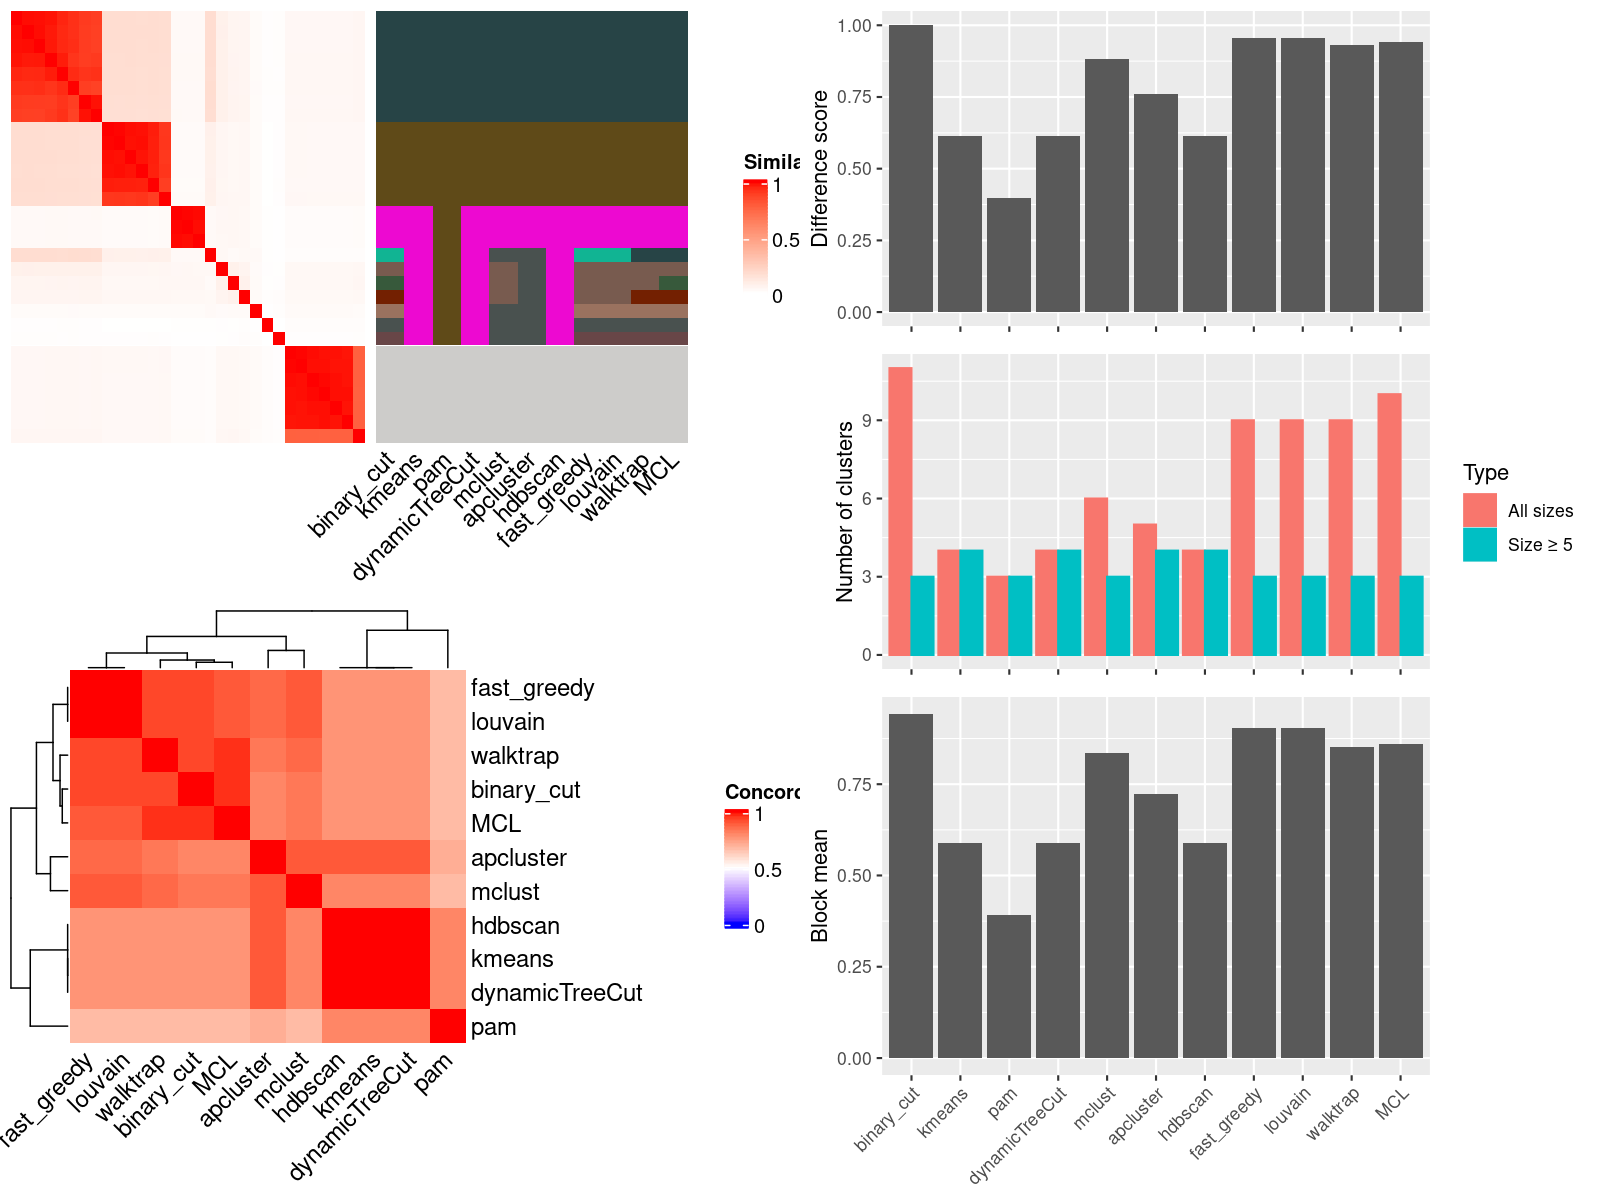 Simila
1
0.5
0
binary_cut
kmeans
pam
dynamicTreeCut
mclust
apcluster
hdbscan
fast_greedy
louvain
walktrap
MCL
fast_greedy
louvain
walktrap
binary_cut
MCL
apcluster
mclust
hdbscan
kmeans
dynamicTreeCut
pam
Concorc
1
0.5
0
fast_greedy
louvain
walktrap
binary_cut
MCL
apcluster
mclust
hdbscan
kmeans
dynamicTreeCut
pam
Difference score
1.00
0.75
0.50
0.25
0.00
Number of clusters
9
6
3
0
Type
All sizes
Size ≥ 5
Block mean
0.75
0.50
0.25
0.00
binary_cut
kmeans
pam
dynamicTreeCut
mclust
apcluster
hdbscan
fast_greedy
louvain
walktrap
MCL